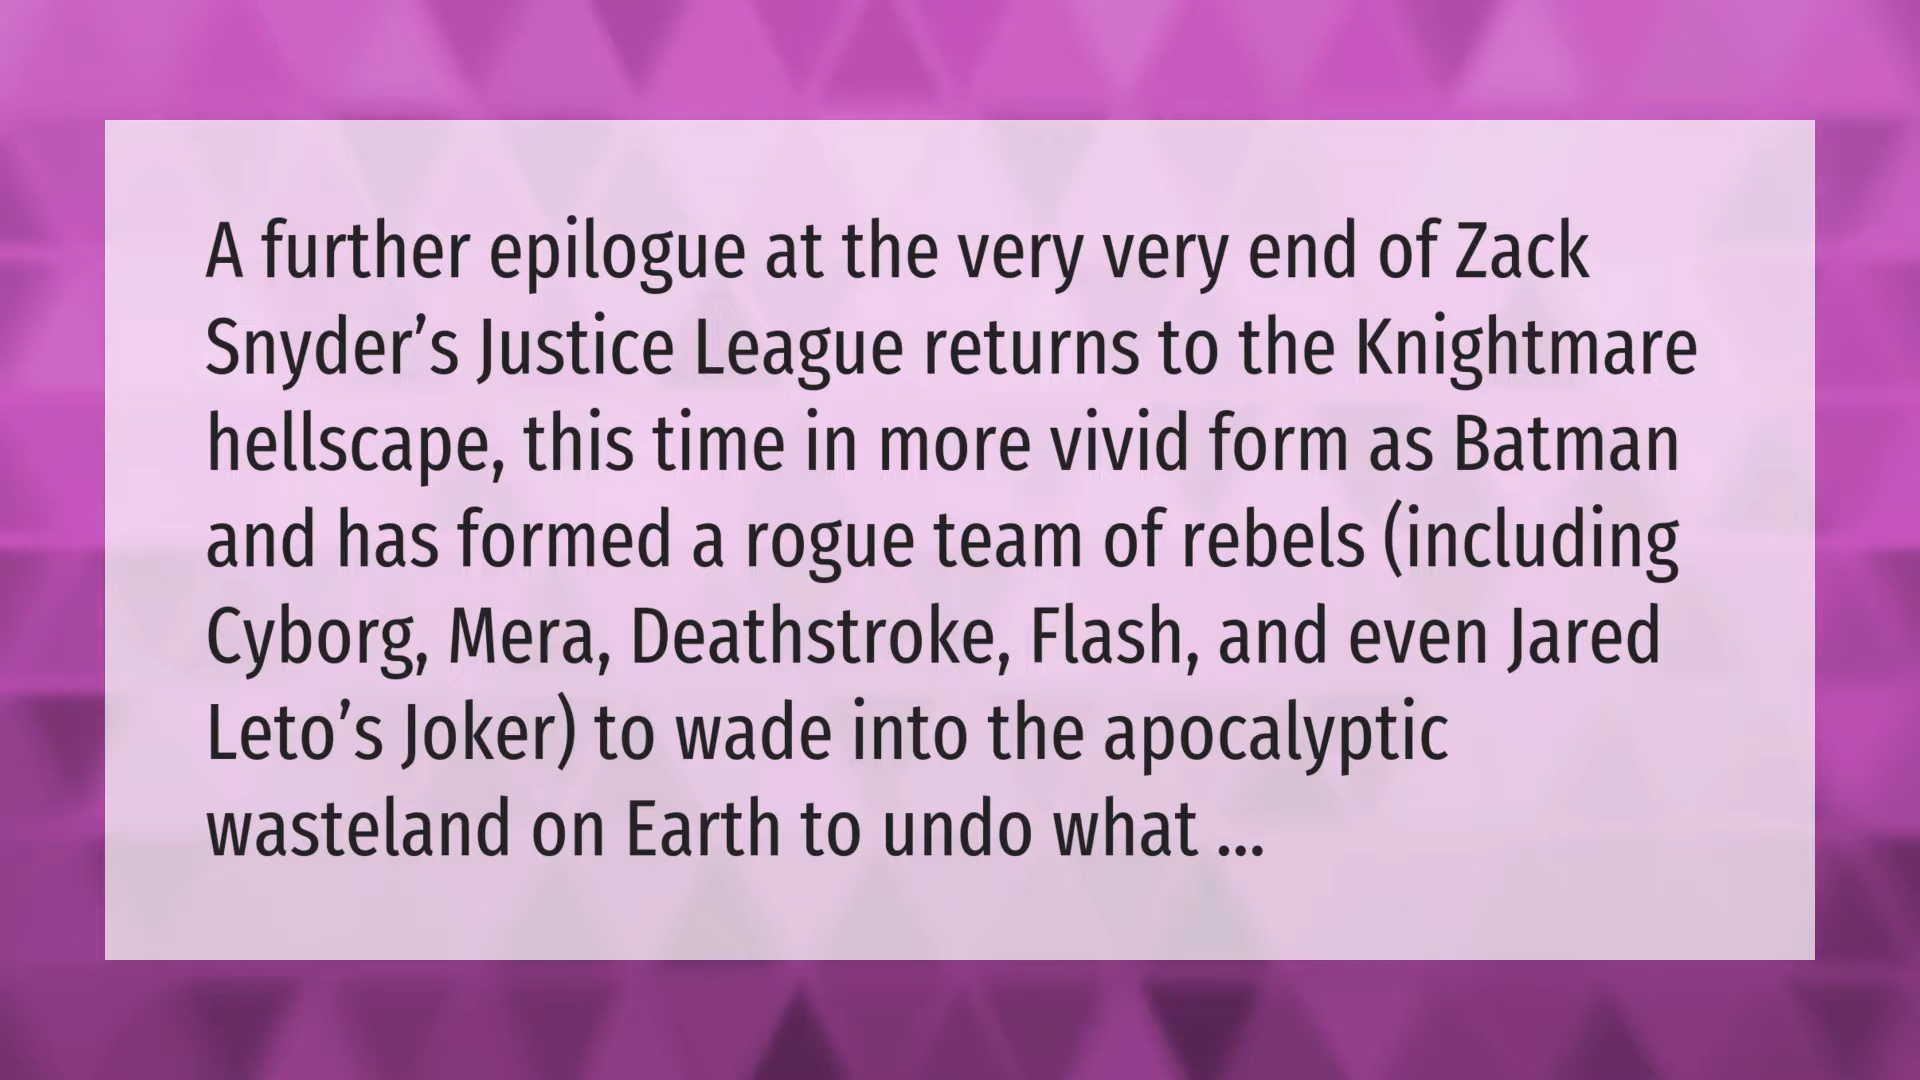 A further epilogue at the very very end of Zack
Snyder’s Justice League returns to the Knightmare
hellscape, this time in more vivid form as Batman
and has formed a rogue team of rebels (including
Cyborg, Mera, Deathstroke, Flash, and even Jared
Leto’s Joker) to wade into the apocalyptic
wasteland on Earth to undo what ...